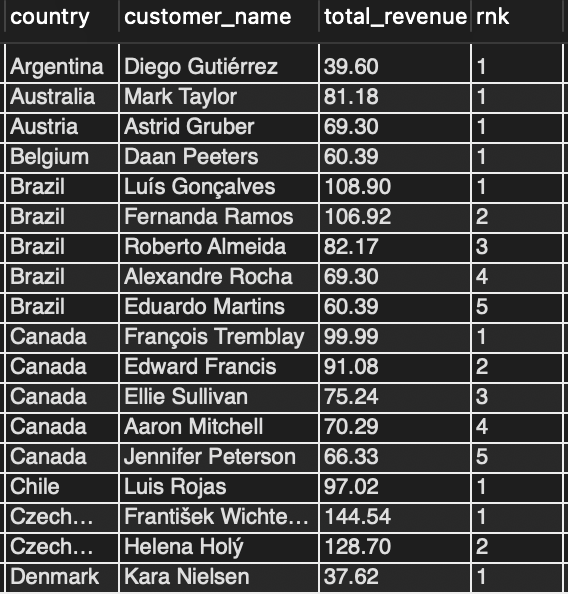 country customer_name total_revenue rnk
Argentina Diego Gutiérrez 39.60 1
Australia Mark Taylor 81.18 1
Austria Astrid Gruber 69.30 1
Belgium Daan Peeters 60.39 1
Brazil Luís Gonçalves 108.90 1
Brazil Fernanda Ramos 106.92 2
Brazil Roberto Almeida 82.17 3
Brazil Alexandre Rocha 69.30 4
Brazil Eduardo Martins 60.39 5
Canada François Tremblay 99.99 1
Canada Edward Francis 91.08 2
Canada Ellie Sullivan 75.24 3
Canada Aaron Mitchell 70.29 4
Canada Jennifer Peterson 66.33 5
Chile Luis Rojas 97.02 1
Czech… František Wichte… 144.54 1
Czech… Helena Holý 128.70 2
Denmark Kara Nielsen 37.62 1